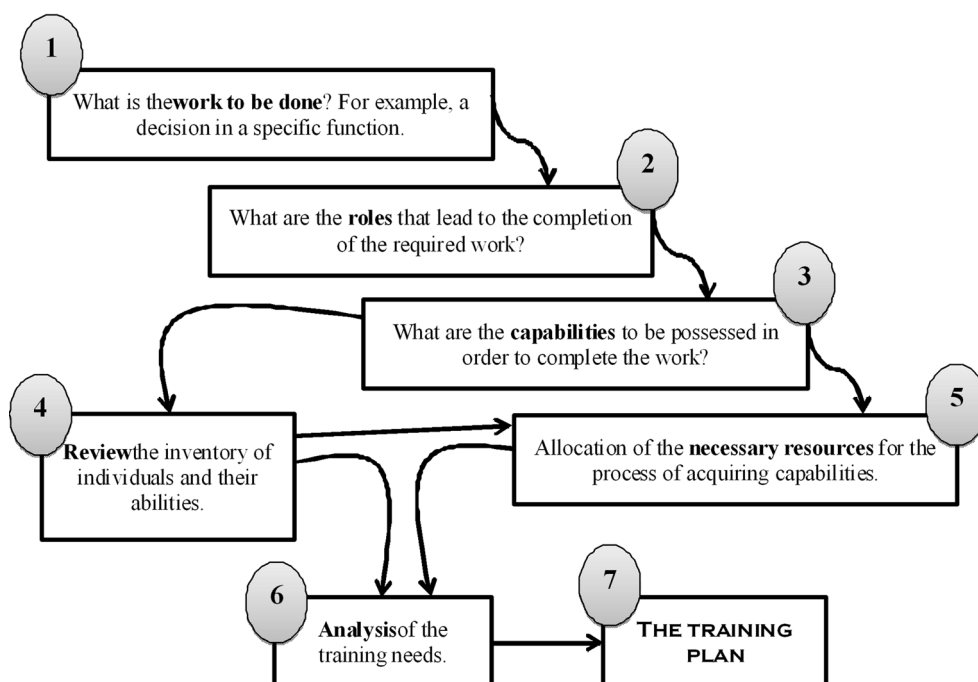 1
What is thework to be done? For example, a
decision in a specific function.
2
What are the roles that lead to the completion
of the required work?
3
What are the capabilities to be possessed in
order to complete the work?
4
Reviewthe inventory of
individuals and their
abilities.
5
Allocation of the necessary resources for the
process of acquiring capabilities.
6
Analysisof the
training needs.
7
THE TRAINING
PLAN